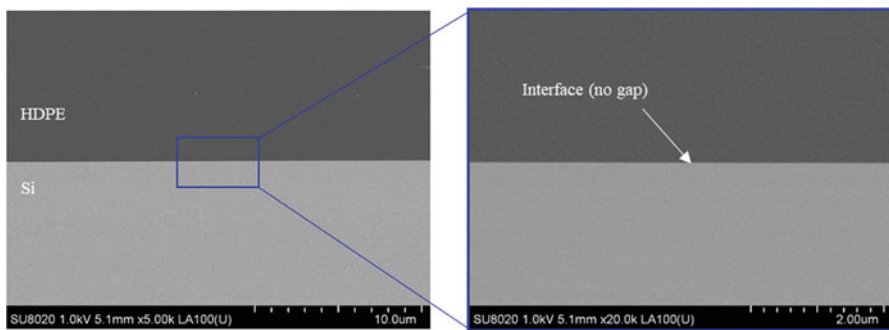 HDPE
Si
SU8020 1.0kV 5.1mm x5.00k LA100(U) 10.0um
Interface (no gap)
SU8020 1.0kV 5.1mm x20.0k LA100(U) 2.00um